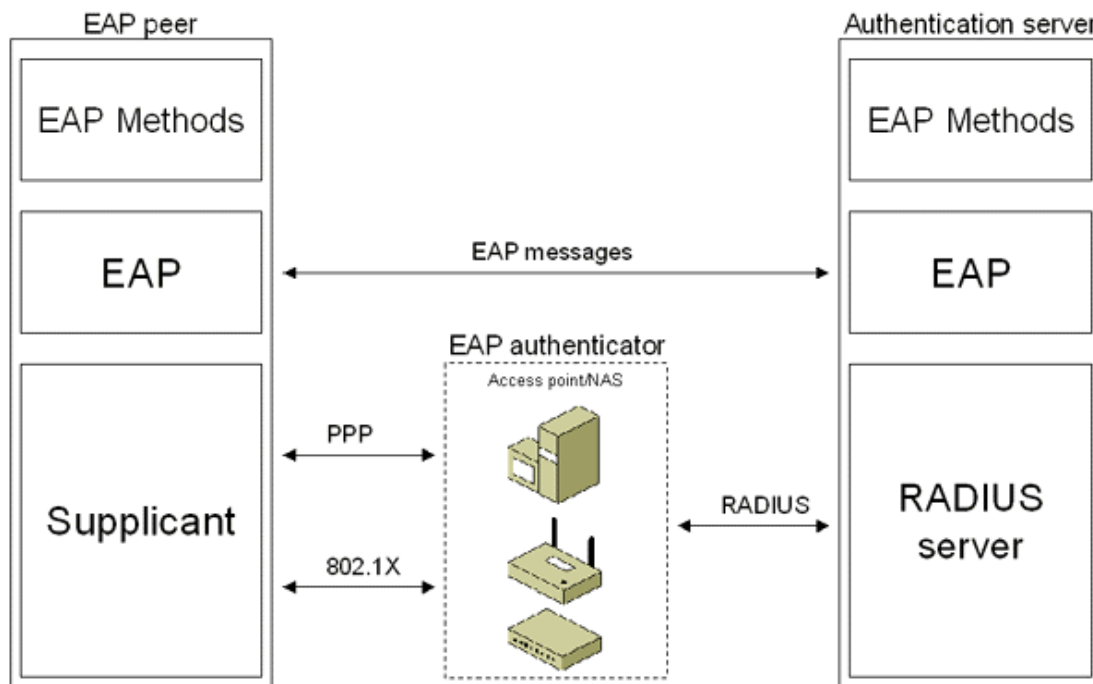 EAP peer
Authentication server
EAP Methods
EAP Methods
EAP
EAP messages
EAP
EAP authenticator
Access point/NAS
PPP
Supplicant
802.1X
RADIUS
RADIUS
server